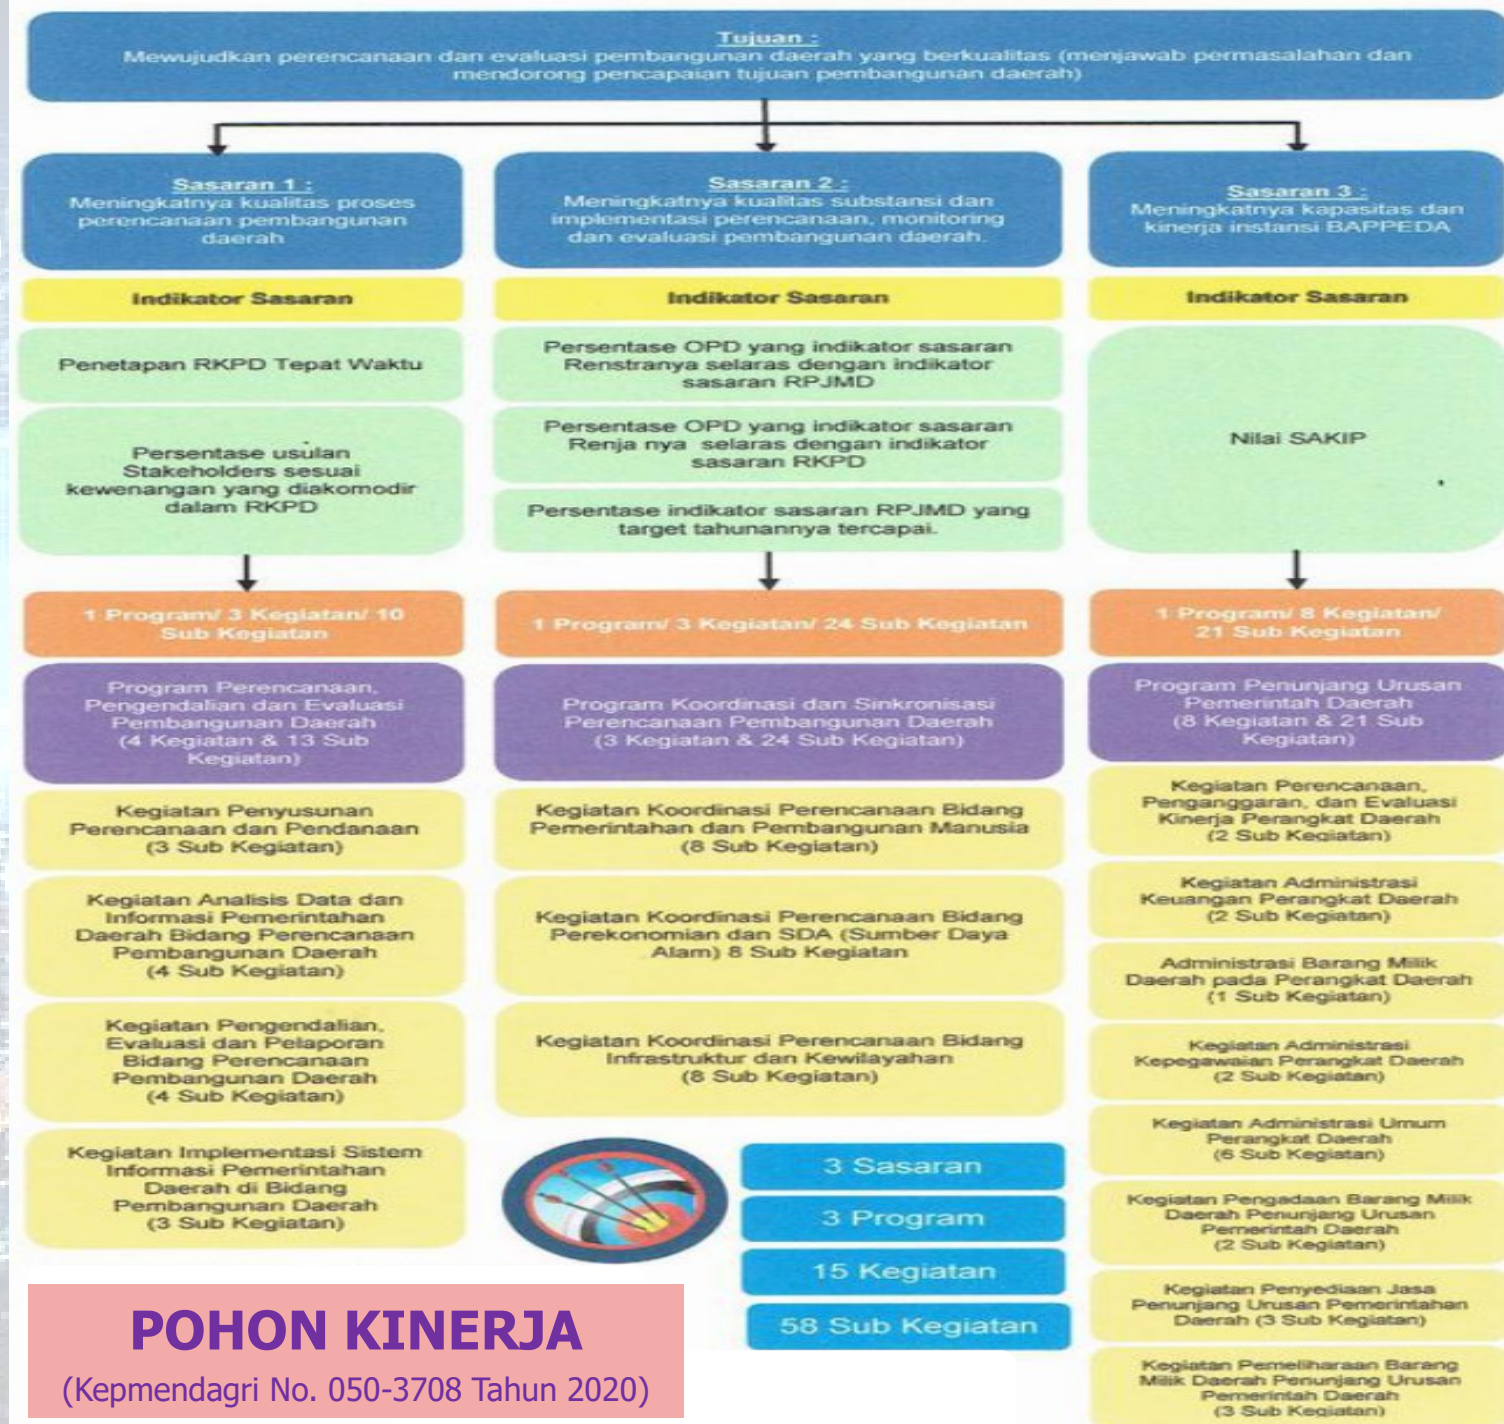 Tujuan :
Mewujudkan perencanaan dan evaluasi pembangunan daerah yang berkualitas (menjawab permasalahan dan
mendorong pencapaian tujuan pembangunan daerah)
Sasaran 1 :
Meningkatnya kualitas proses
perencanaan pembangunan
daerah
Indikator Sasaran
Penetapan RKPD Tepat Waktu
Persentase usulan
Stakeholders sesuai
kewenangan yang diakomodir
dalam RKPD
1 Program/ 3 Kegiatan/ 10
Sub Kegiatan
Program Perencanaan,
Pengendalian dan Evaluasi
Pembangunan Daerah
(4 Kegiatan & 13 Sub
Kegiatan)
Kegiatan Penyusunan
Perencanaan dan Pendanaan
(3 Sub Kegiatan)
Kegiatan Analisis Data dan
Informasi Pemerintahan
Daerah Bidang Perencanaan
Pembangunan Daerah
(4 Sub Kegiatan)
Kegiatan Pengendalian,
Evaluasi dan Pelaporan
Bidang Perencanaan
Pembangunan Daerah
(4 Sub Kegiatan)
Kegiatan Implementasi Sistem
Informasi Pemerintahan
Daerah di Bidang
Pembangunan Daerah
(3 Sub Kegiatan)
Sasaran 2 :
Meningkatnya kualitas substansi dan
implementasi perencanaan, monitoring
dan evaluasi pembangunan daerah.
Indikator Sasaran
Persentase OPD yang indikator sasaran
Renstranya selaras dengan indikator
sasaran RPJMD
Persentase OPD yang indikator sasaran
Renja nya selaras dengan indikator
sasaran RKPD
Persentase indikator sasaran RPJMD yang
target tahunannya tercapai.
1 Program/ 3 Kegiatan/ 24 Sub Kegiatan
Program Koordinasi dan Sinkronisasi
Perencanaan Pembangunan Daerah
(3 Kegiatan & 24 Sub Kegiatan)
Kegiatan Koordinasi Perencanaan Bidang
Pemerintahan dan Pembangunan Manusia
(8 Sub Kegiatan)
Kegiatan Koordinasi Perencanaan Bidang
Perekonomian dan SDA (Sumber Daya
Alam) 8 Sub Kegiatan
Kegiatan Koordinasi Perencanaan Bidang
Infrastruktur dan Kewilayahan
(8 Sub Kegiatan)
Sasaran 3 :
Meningkatnya kapasitas dan
kinerja instansi BAPPEDA
Indikator Sasaran
Nilai SAKIP
1 Program/ 8 Kegiatan/
21 Sub Kegiatan
Program Penunjang Urusan
Pemerintah Daerah
(8 Kegiatan & 21 Sub
Kegiatan)
Kegiatan Perencanaan,
Penganggaran, dan Evaluasi
Kinerja Perangkat Daerah
(2 Sub Kegiatan)
Kegiatan Administrasi
Keuangan Perangkat Daerah
(2 Sub Kegiatan)
Administrasi Barang Milik
Daerah pada Perangkat Daerah
(1 Sub Kegiatan)
Kegiatan Administrasi
Kepegawaian Perangkat Daerah
(2 Sub Kegiatan)
Kegiatan Administrasi Umum
Perangkat Daerah
(6 Sub Kegiatan)
Kegiatan Pengadaan Barang Milik
Daerah Penunjang Urusan
Pemerintah Daerah
(2 Sub Kegiatan)
Kegiatan Penyediaan Jasa
Penunjang Urusan Pemerintahan
Daerah (3 Sub Kegiatan)
Kegiatan Pemeliharaan Barang
Milik Daerah Penunjang Urusan
Pemerintah Daerah
(3 Sub Kegiatan)
3 Sasaran
3 Program
15 Kegiatan
58 Sub Kegiatan
POHON KINERJA
(Kepmendagri No. 050-3708 Tahun 2020)